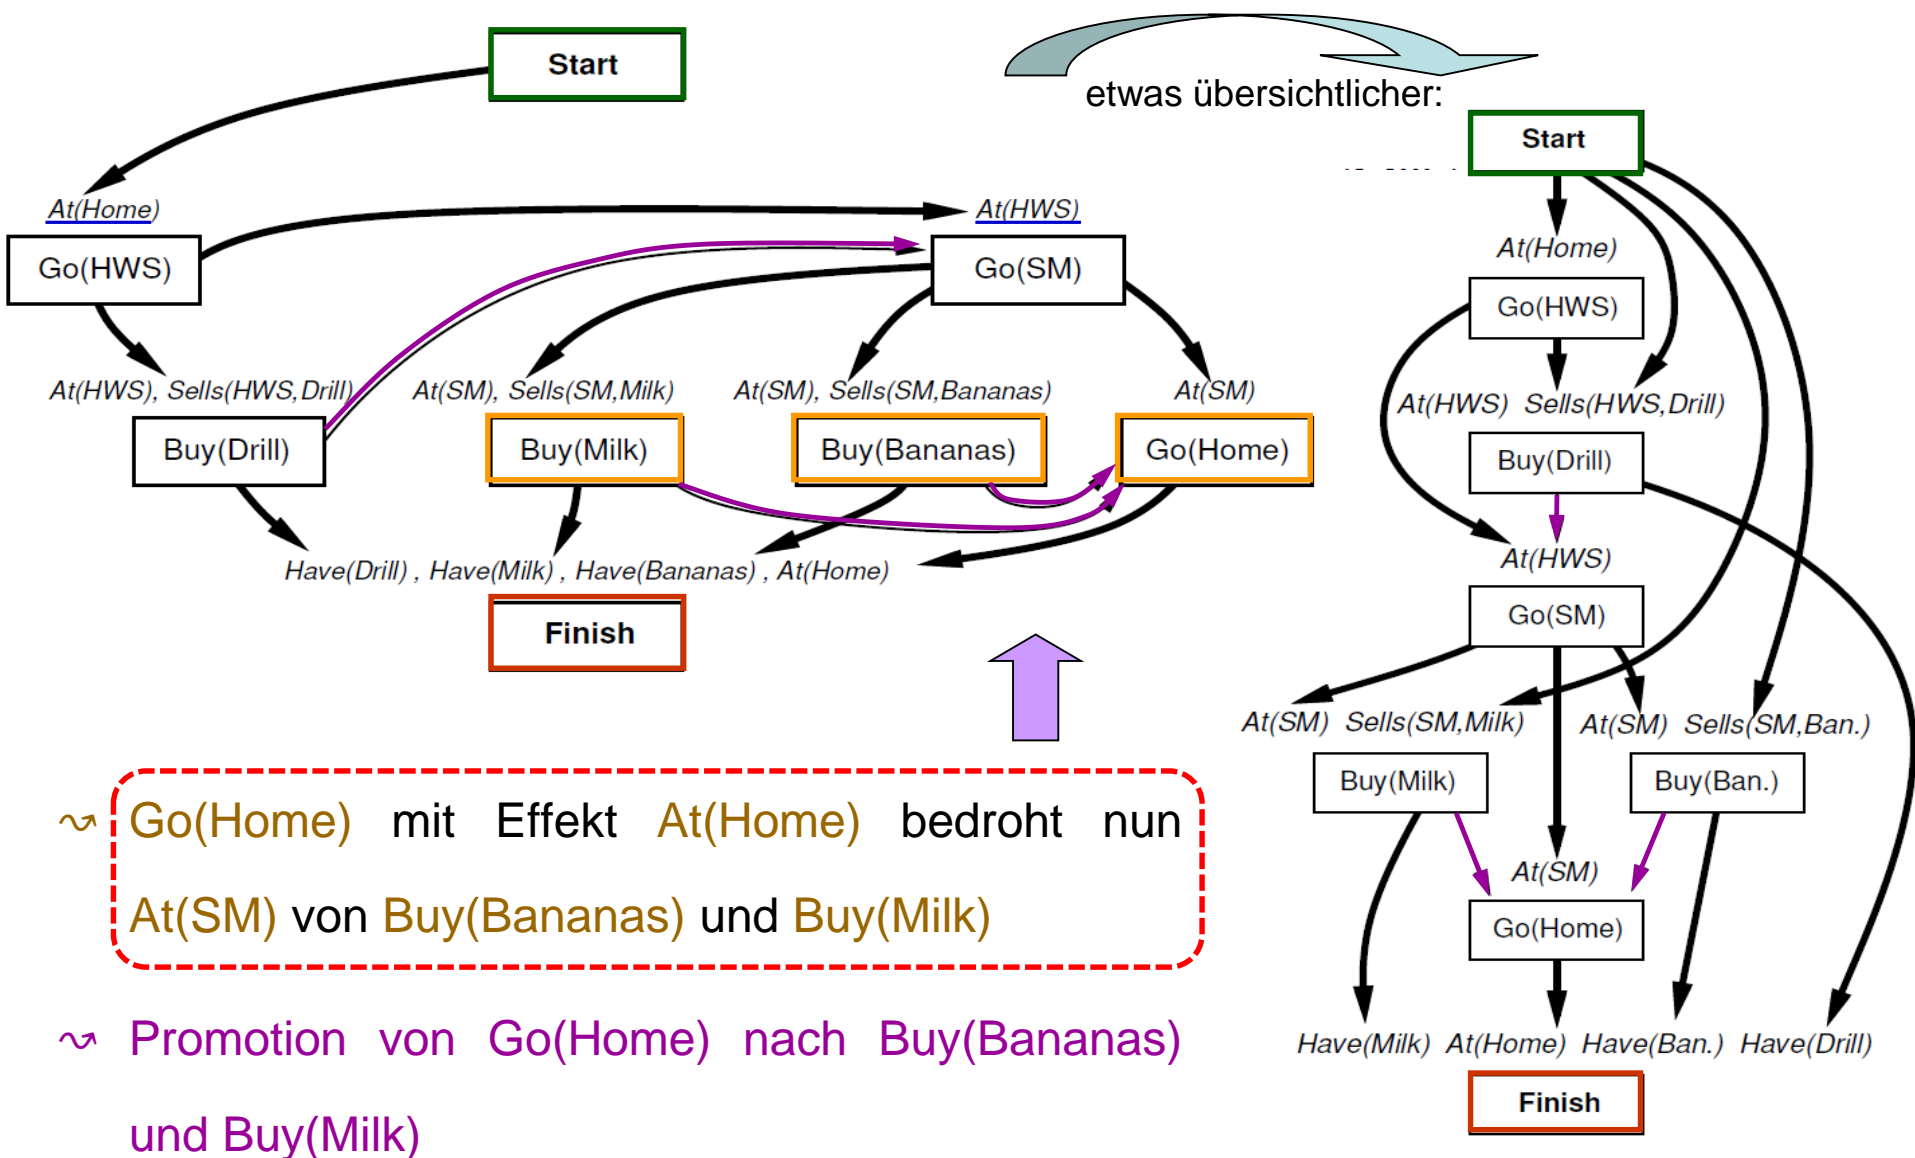 Start
At(Home)
Go(HWS)
At(HWS)
Go(SM)
At(HWS), Sells(HWS,Drill)
At(SM), Sells(SM,Milk)
At(SM), Sells(SM,Bananas)
At(SM)
Buy(Drill)
Buy(Milk)
Buy(Bananas)
Go(Home)
Have(Drill) , Have(Milk) , Have(Bananas) , At(Home)
Finish
↝ Go(Home) mit Effekt At(Home) bedroht nun
At(SM) von Buy(Bananas) und Buy(Milk)
↝ Promotion von Go(Home) nach Buy(Bananas)
und Buy(Milk)
etwas übersichtlicher:
Start
At(Home)
Go(HWS)
At(HWS) Sells(HWS,Drill)
Buy(Drill)
At(HWS)
Go(SM)
At(SM) Sells(SM,Milk)
At(SM) Sells(SM,Ban.)
Buy(Milk)
Buy(Ban.)
At(SM)
Go(Home)
Have(Milk) At(Home) Have(Ban.) Have(Drill)
Finish